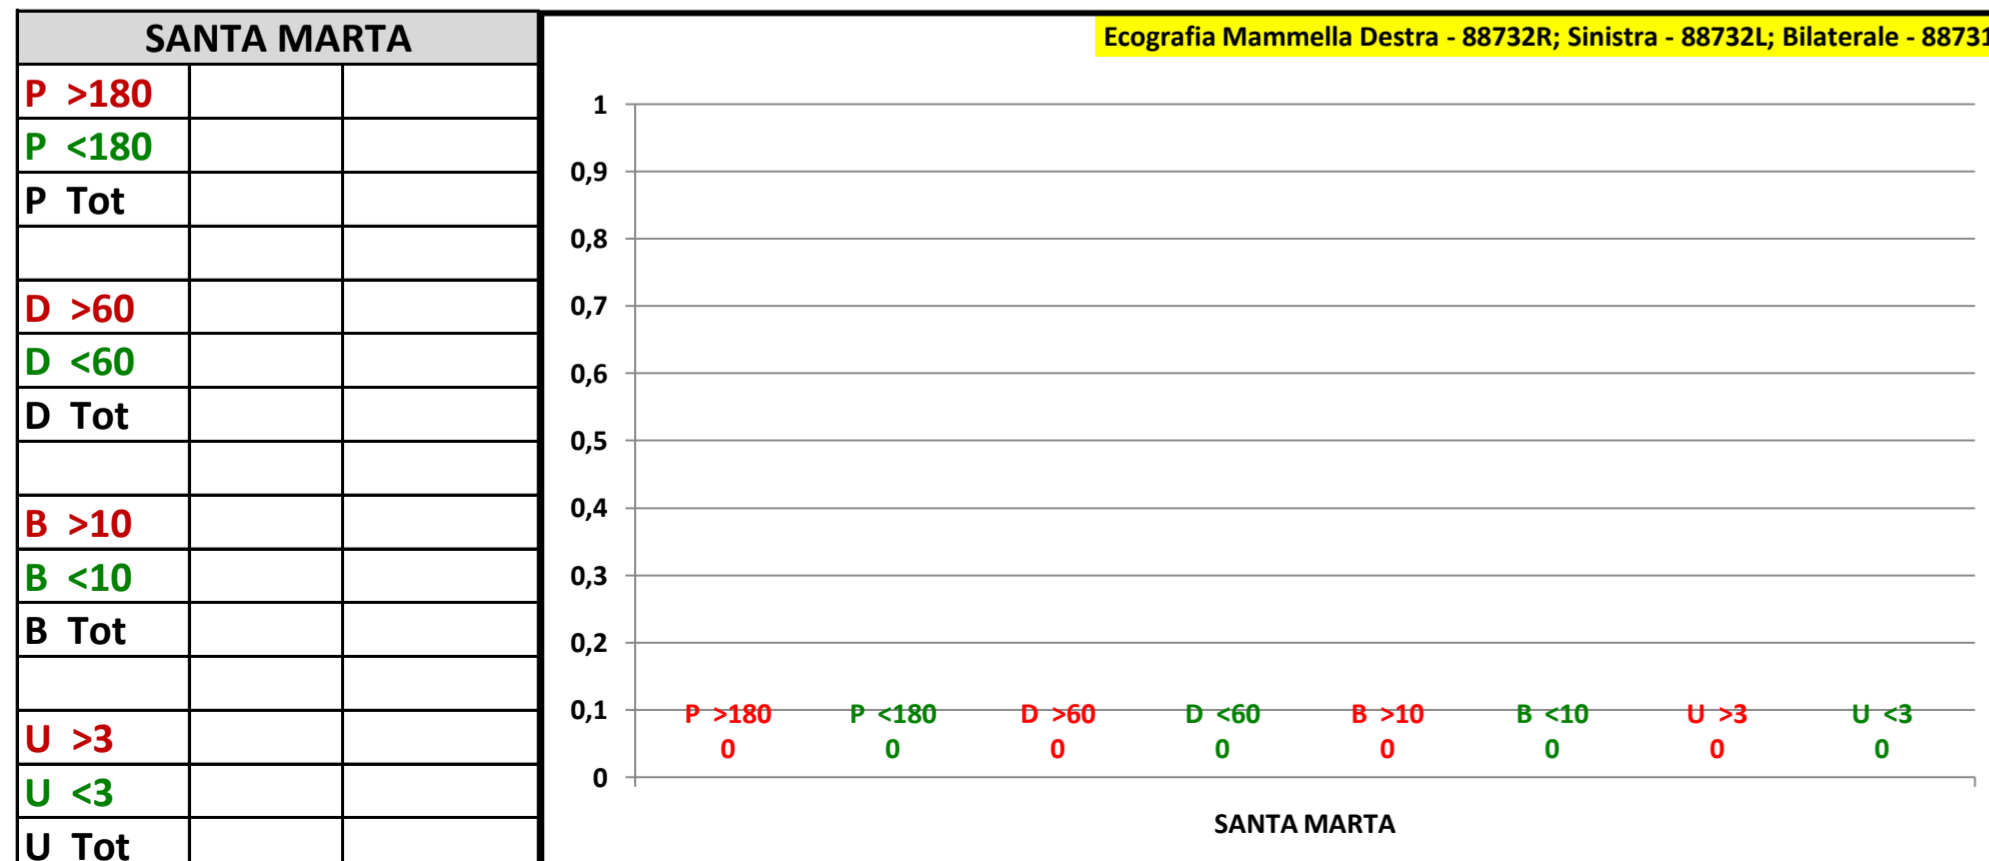 SANTA MARTA
P >180
P <180
P Tot
D >60
D <60
D Tot
B >10
B <10
B Tot
U >3
U <3
U Tot
Ecografia Mammella Destra - 88732R; Sinistra - 88732L; Bilaterale - 88731
1
0,9
0,8
0,7
0,6
0,5
0,4
0,3
0,2
0,1
0
P >180 P <180 D >60 D <60 B >10 B <10 U >3 U <3
0 0 0 0 0 0 0 0
SANTA MARTA